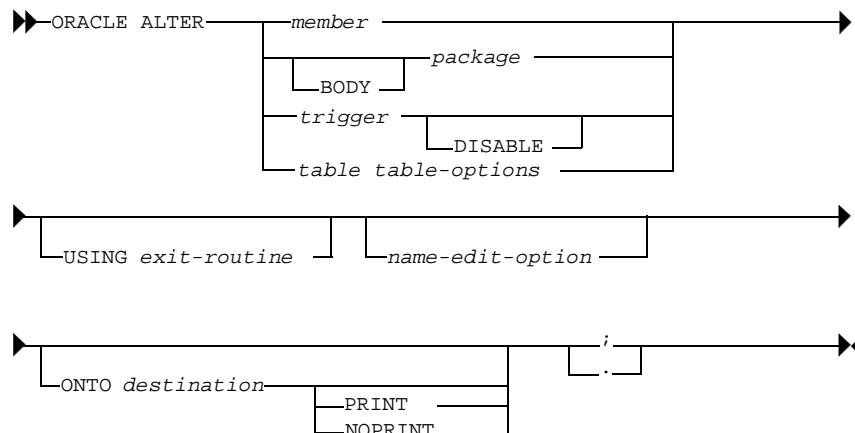 ORACLE ALTER member
BODY package
trigger
DISABLE
table table-options
USING exit-routine name-edit-option
;
ONTO destination .
PRINT
NOPRINT